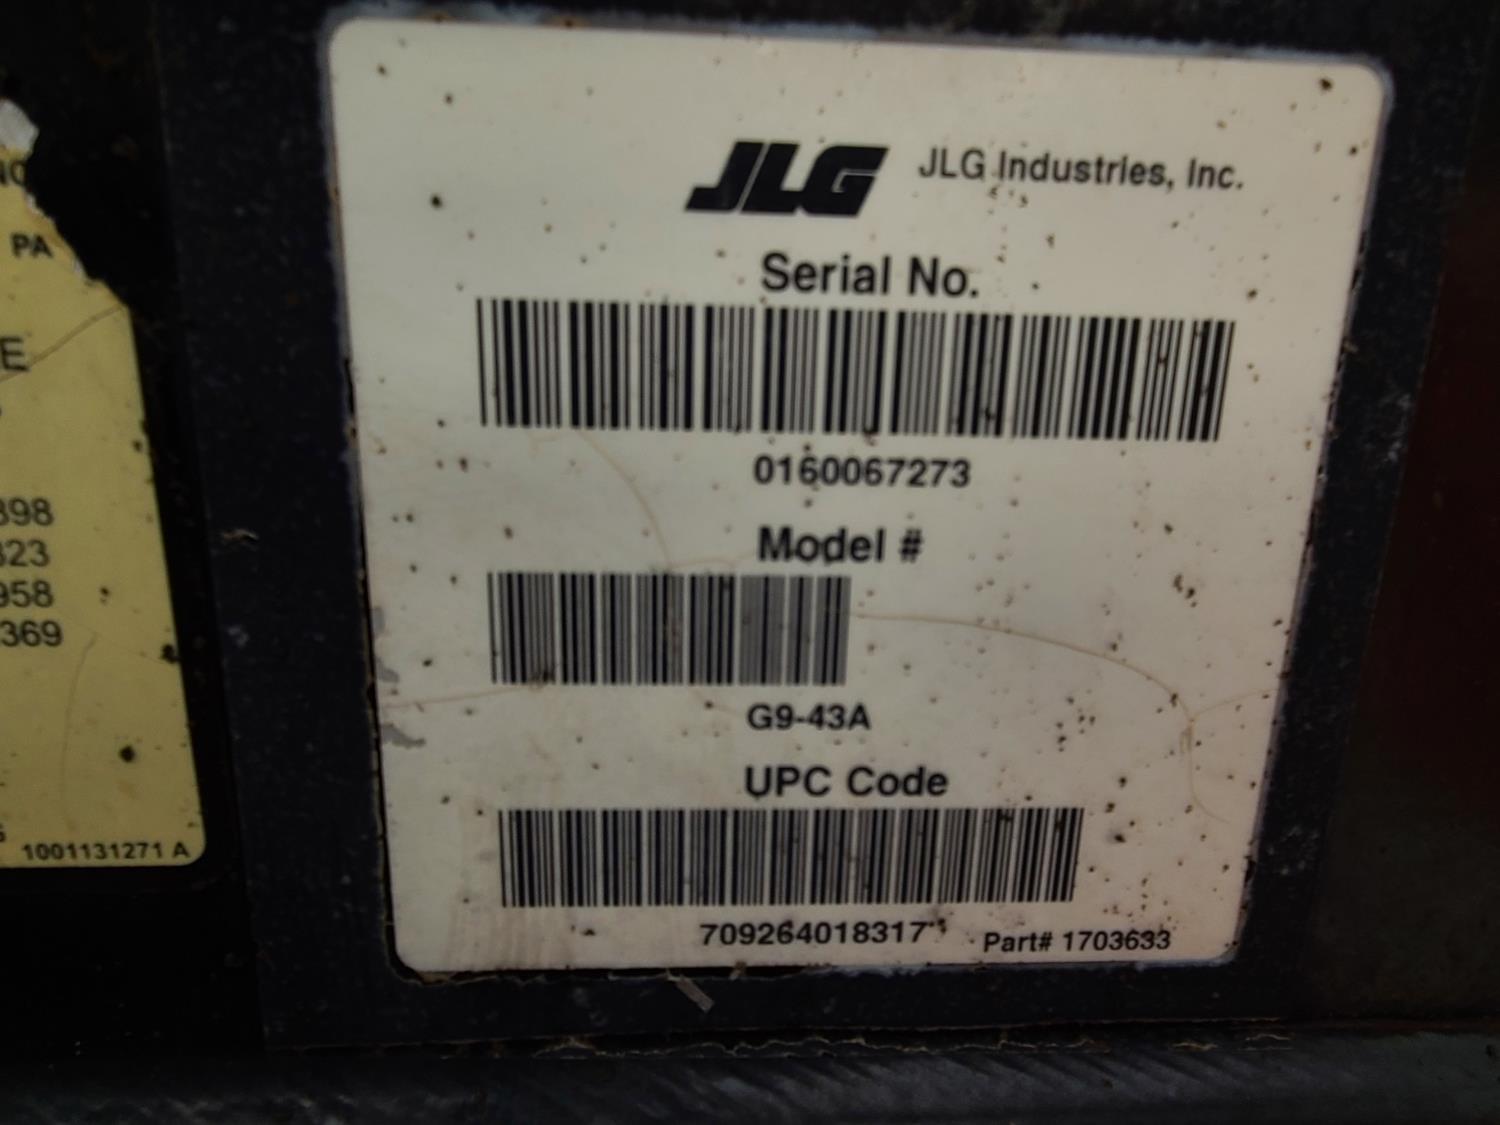 JLG JLG Industries, Inc.
Serial No.
0160067273
Model #
G9-43A
UPC Code
709264018317
Part# 1703633
PA
E
898
323
958
369
1001131271 A